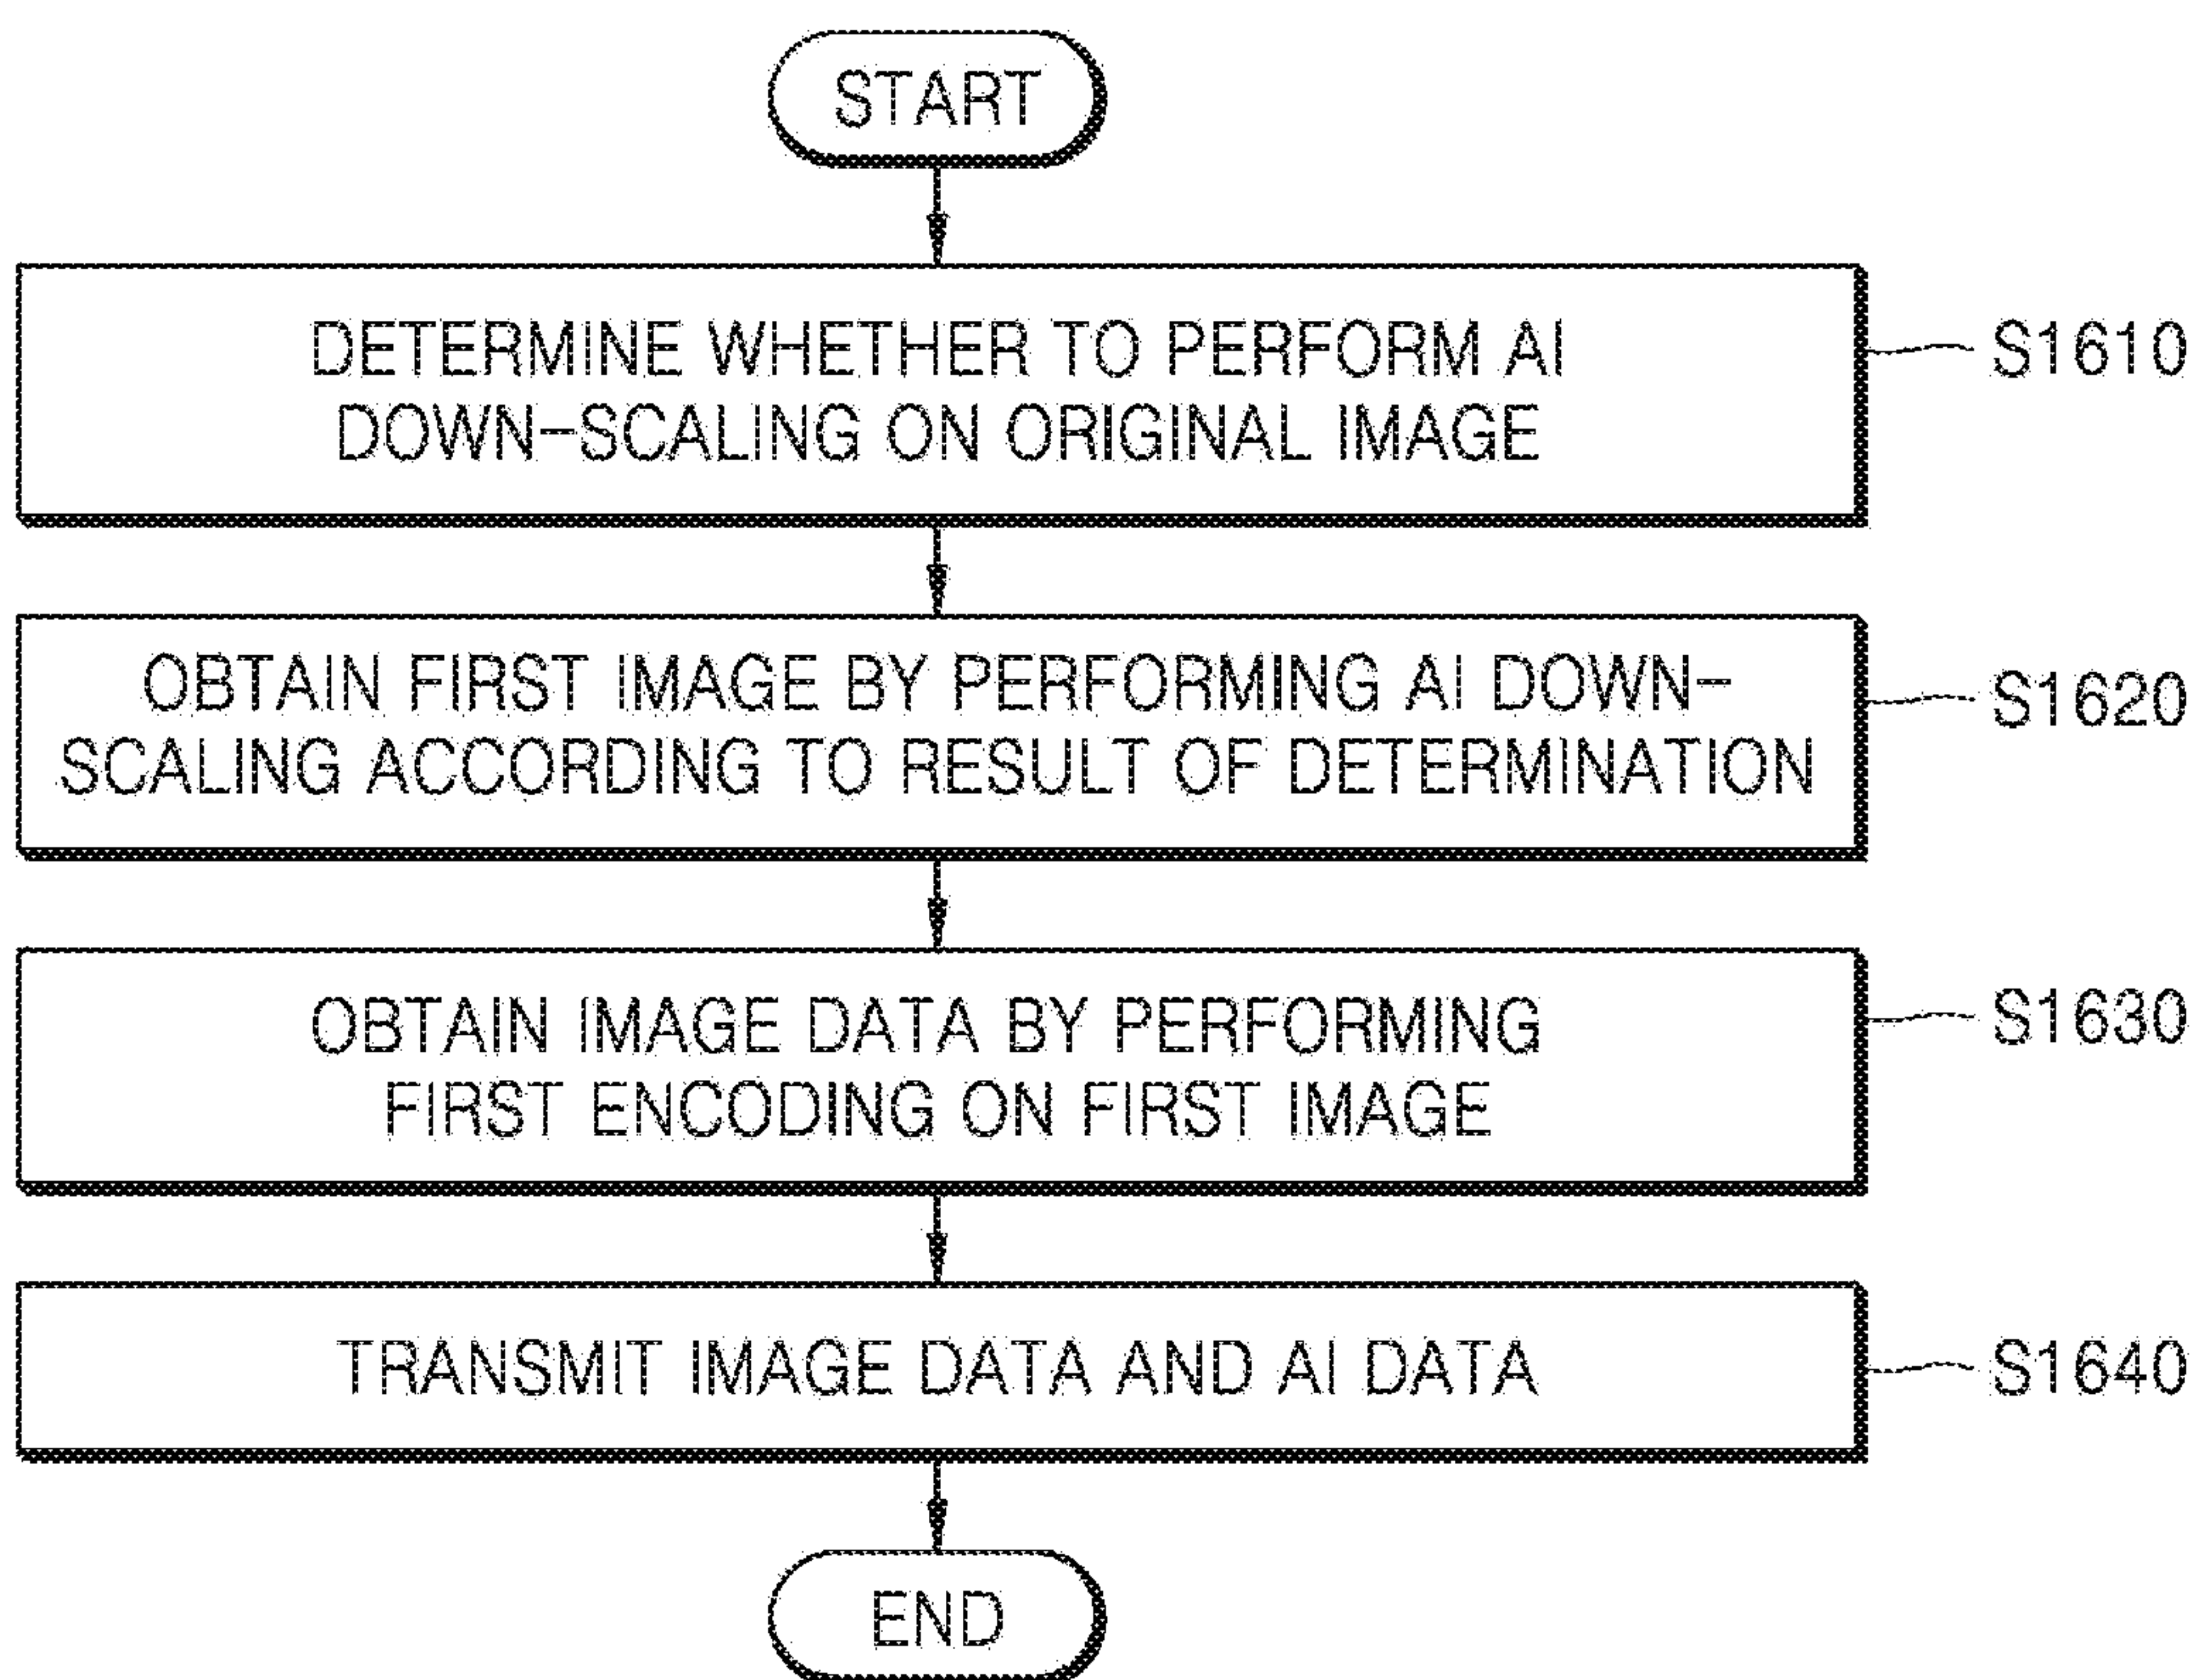 START
DETERMINE WHETHER TO PERFORM AI
DOWN-SCALING ON ORIGINAL IMAGE
S1610
OBTAIN FIRST IMAGE BY PERFORMING AI DOWN-
SCALING ACCORDING TO RESULT OF DETERMINATION
S1620
OBTAIN IMAGE DATA BY PERFORMING
FIRST ENCODING ON FIRST IMAGE
S1630
TRANSMIT IMAGE DATA AND AI DATA
S1640
END